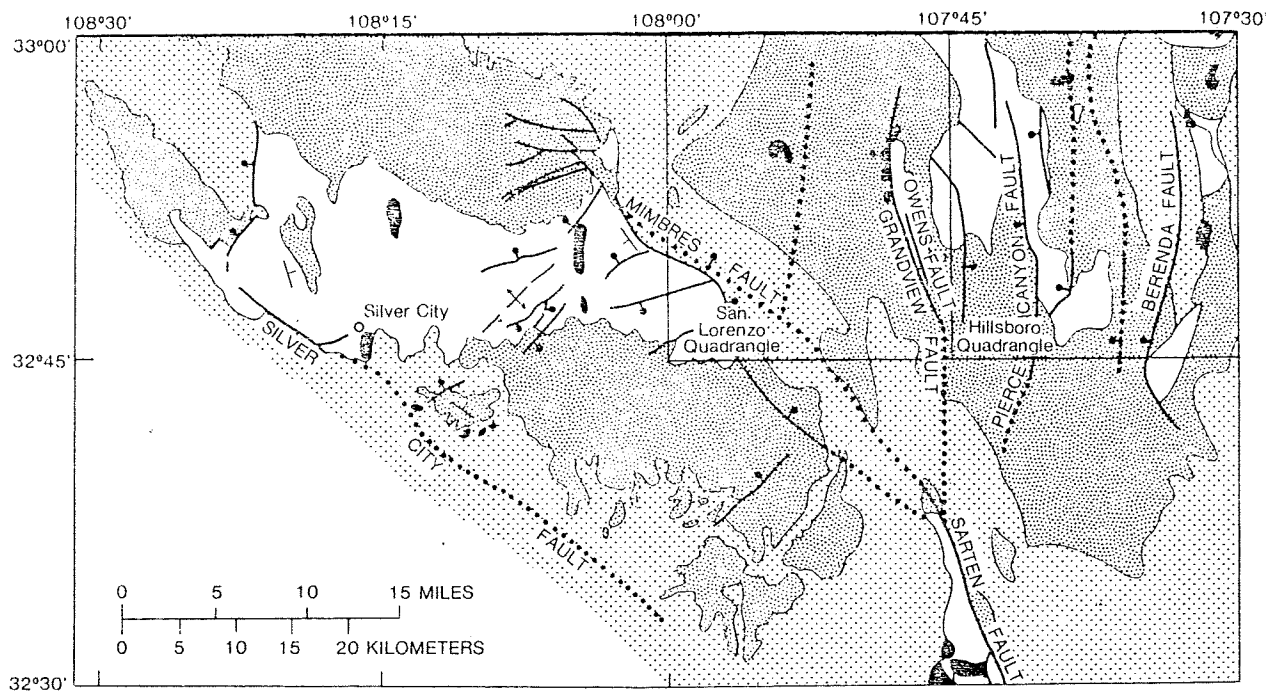 108°30' 108°15' 108°00' 107°45' 107°30'
33°00'
MIMBRES FAULT
OWENS FAULT
GRANDVIEW FAULT
PIERCE CANYON FAULT
BERENDA FAULT
Silver City
San
Lorenzo
Quadrangle
Hillsboro
Quadrangle
32°45'
SILVER CITY FAULT
SARTEN FAULT
0 5 10 15 MILES
0 5 10 15 20 KILOMETERS
32°30'